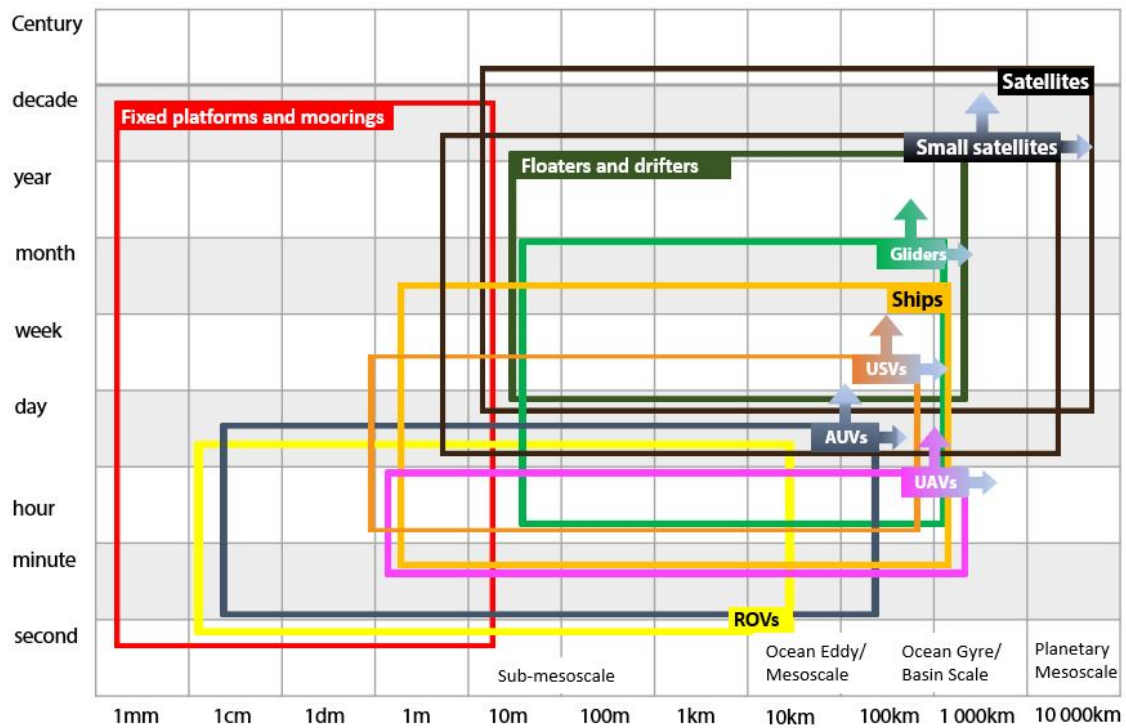 Century
decade
year
month
week
day
hour
minute
second
Satellites
Fixed platforms and moorings
Small satellites
Floaters and drifters
Gliders
Ships
USVs
AUVs
UAVs
ROVs
Sub-mesoscale
Ocean Eddy/
Mesoscale
Ocean Gyre/
Basin Scale
Planetary
Mesoscale
1mm 1cm 1dm 1m 10m 100m 1km 10km 100km 1 000km 10 000km